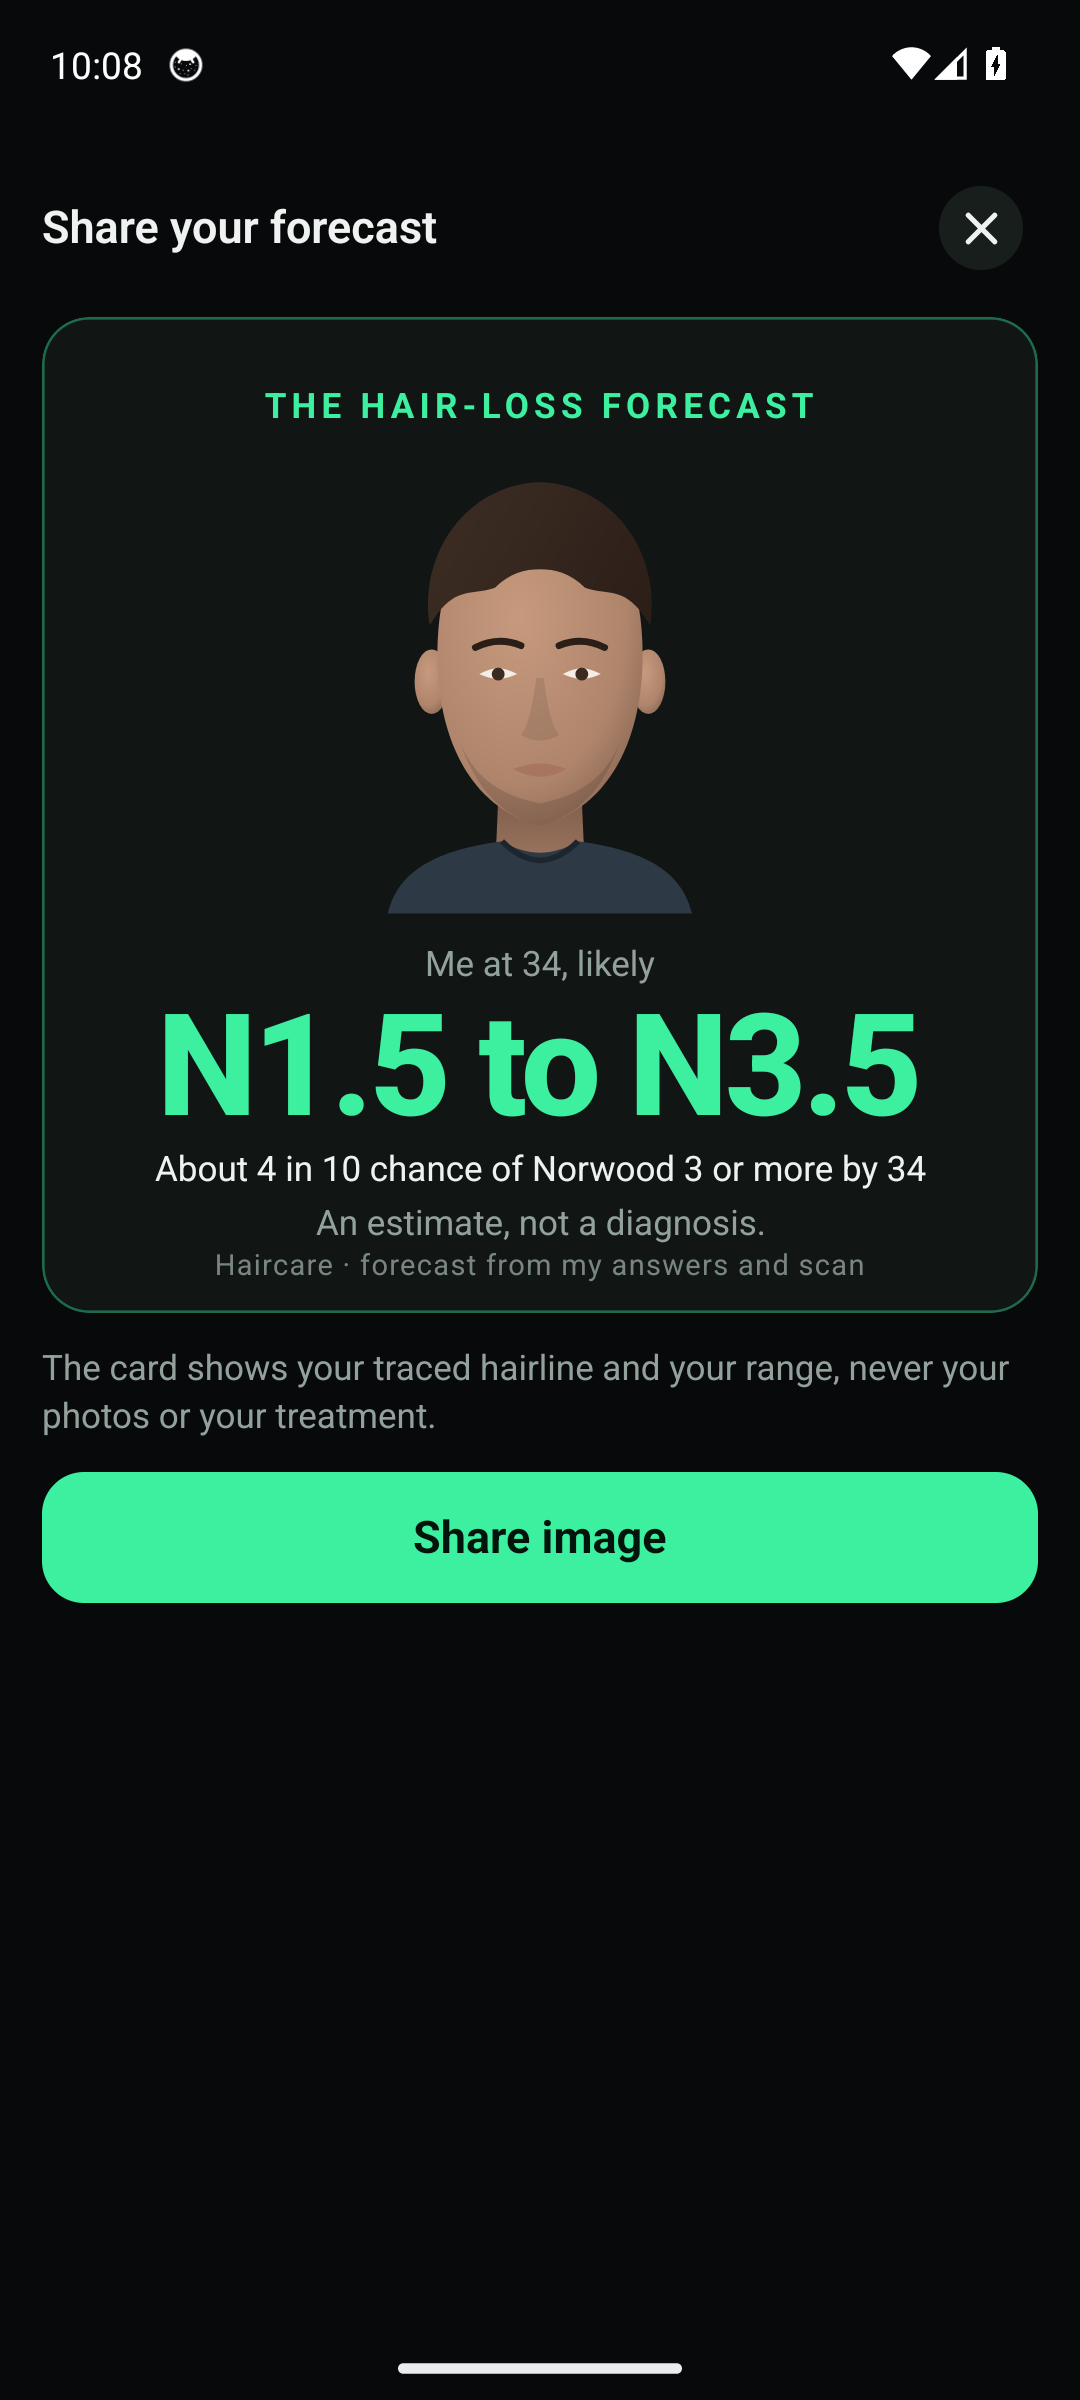 10:08
Share your forecast
THE HAIR-LOSS FORECAST
Me at 34, likely
N1.5 to N3.5
About 4 in 10 chance of Norwood 3 or more by 34
An estimate, not a diagnosis.
Haircare · forecast from my answers and scan
The card shows your traced hairline and your range, never your
photos or your treatment.
Share image